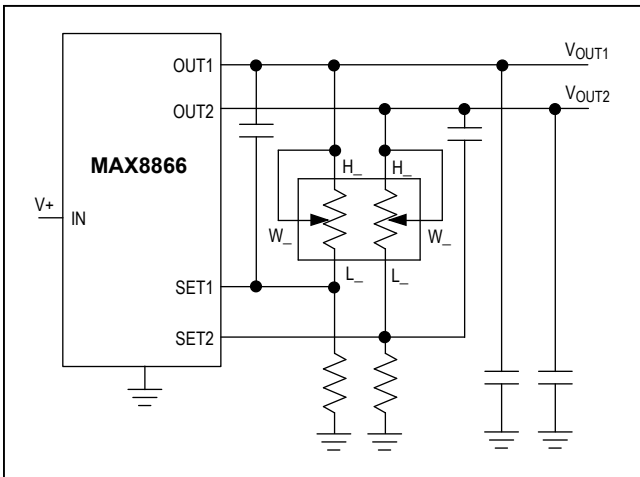 OUT1
VOUT1
OUT2
VOUT2
MAX8866
H_ H_
V+
IN
W_ W_
L_ L_
SET1
SET2